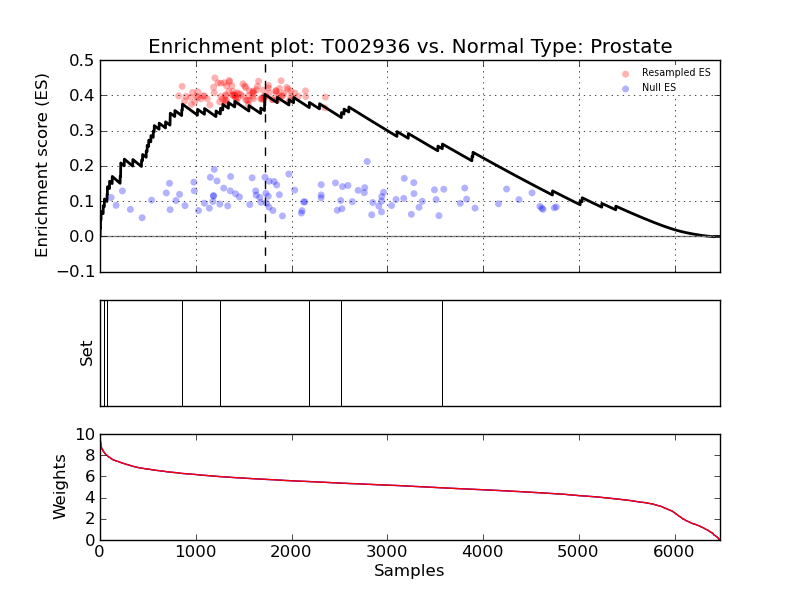 Enrichment plot: T002936 vs. Normal Type: Prostate
0.5
0.4
0.3
0.2
0.1
0.0
−0.1
Enrichment score (ES)
Resampled ES
Null ES
Set
10
8
6
4
2
0
Weights
0 1000 2000 3000 4000 5000 6000
Samples